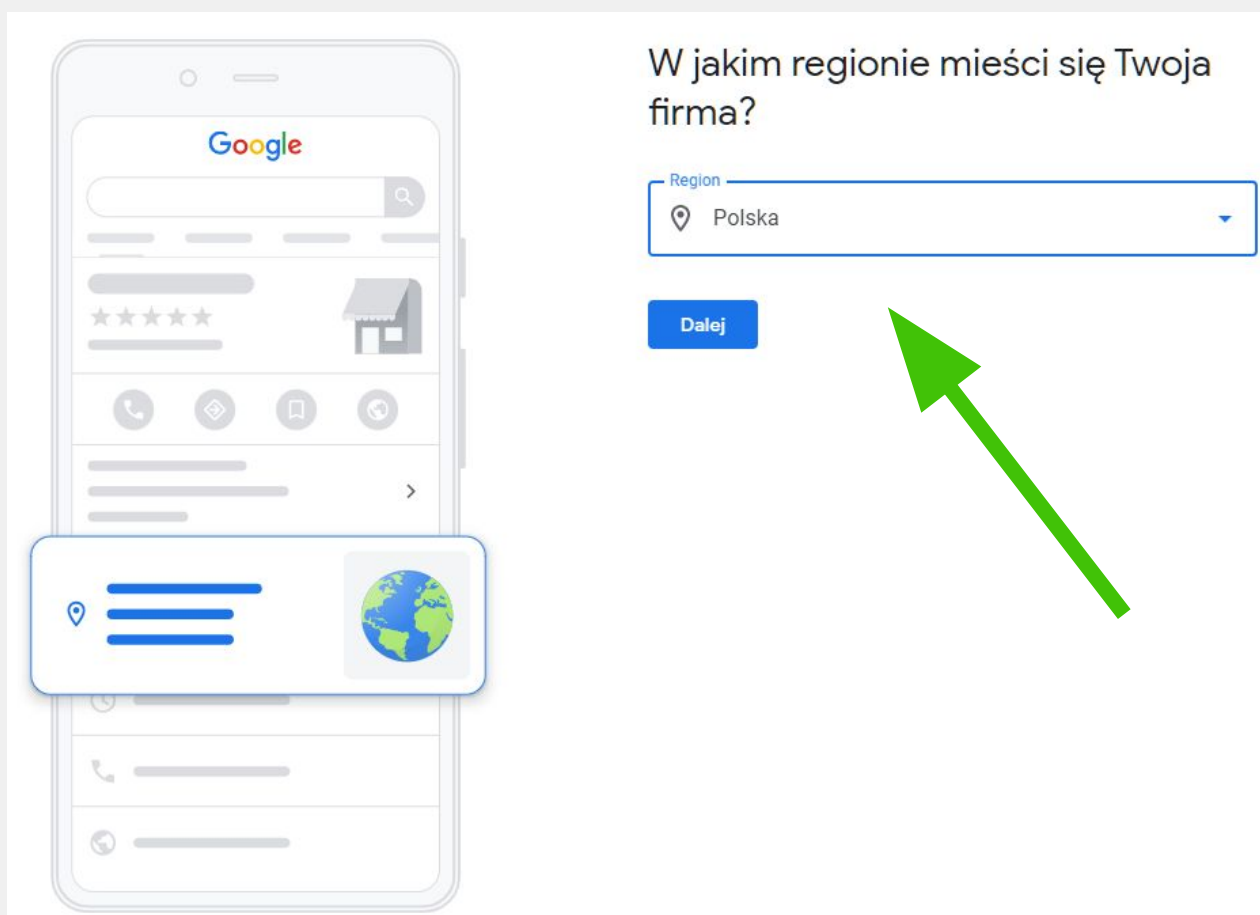 Google
W jakim regionie mieści się Twoja
firma?
Region
Polska
Dalej